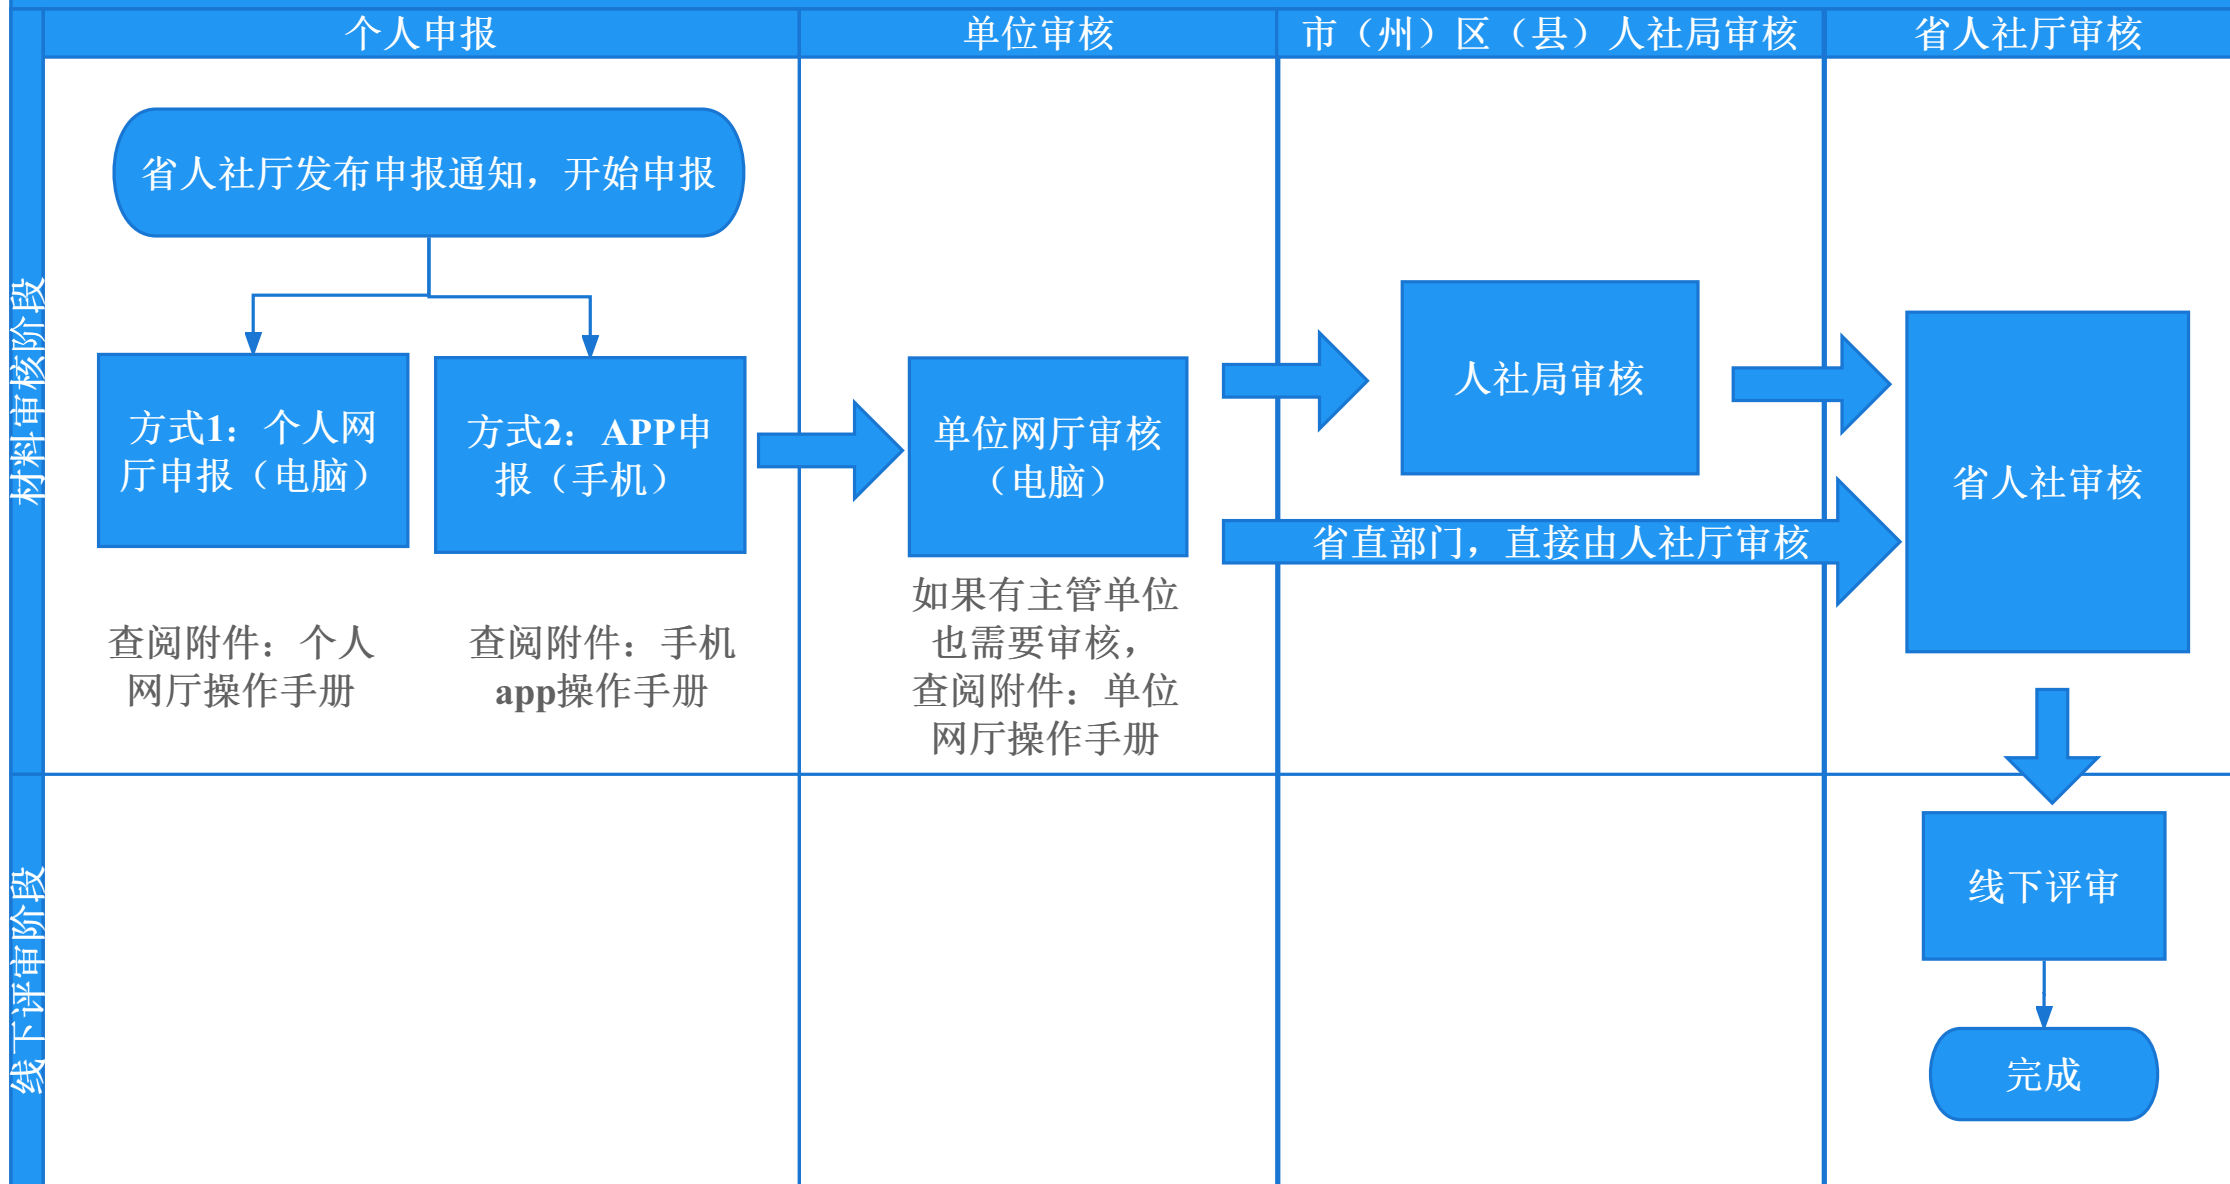 个人申报
单位审核
市（州）区（县）人社局审核
省人社厅审核
材料审核阶段
省人社厅发布申报通知，开始申报
方式1：个人网
厅申报（电脑）
方式2：APP申
报（手机）
查阅附件：个人
网厅操作手册
查阅附件：手机
app操作手册
单位网厅审核
（电脑）
如果有主管单位
也需要审核，
查阅附件：单位
网厅操作手册
人社局审核
省直部门，直接由人社厅审核
省人社审核
线下评审阶段
线下评审
完成